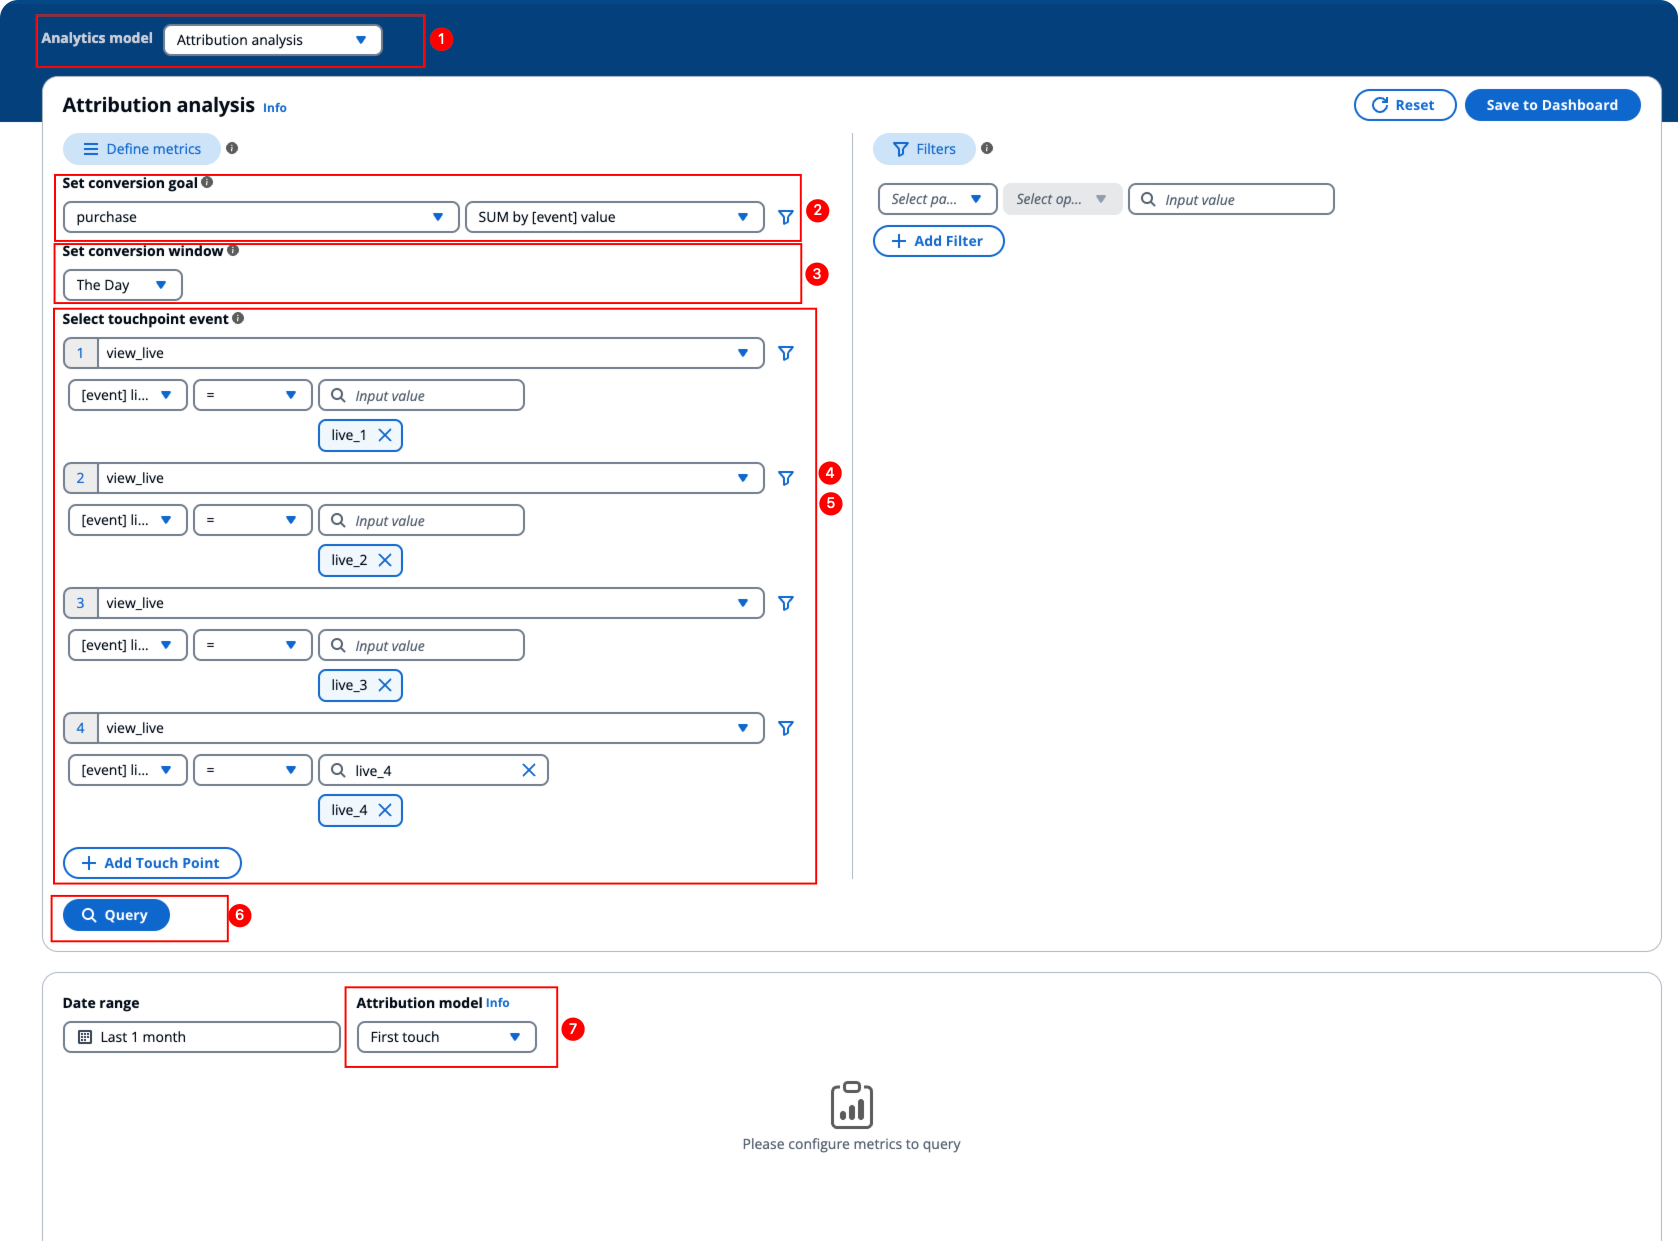 Analytics model Attribution analysis 1
Attribution analysis Info
Reset Save to Dashboard
Define metrics
Set conversion goal
purchase SUM by [event] value 2
Set conversion window
The Day 3
Select touchpoint event
1 view_live
[event] li... = Input value
live_1
2 view_live 4
[event] li... = Input value 5
live_2
3 view_live
[event] li... = Input value
live_3
4 view_live
[event] li... = live_4
live_4
Add Touch Point
Query 6
Filters
Select pa... Select op... Input value
Add Filter
Date range
Last 1 month
Attribution model Info
First touch 7
Please configure metrics to query